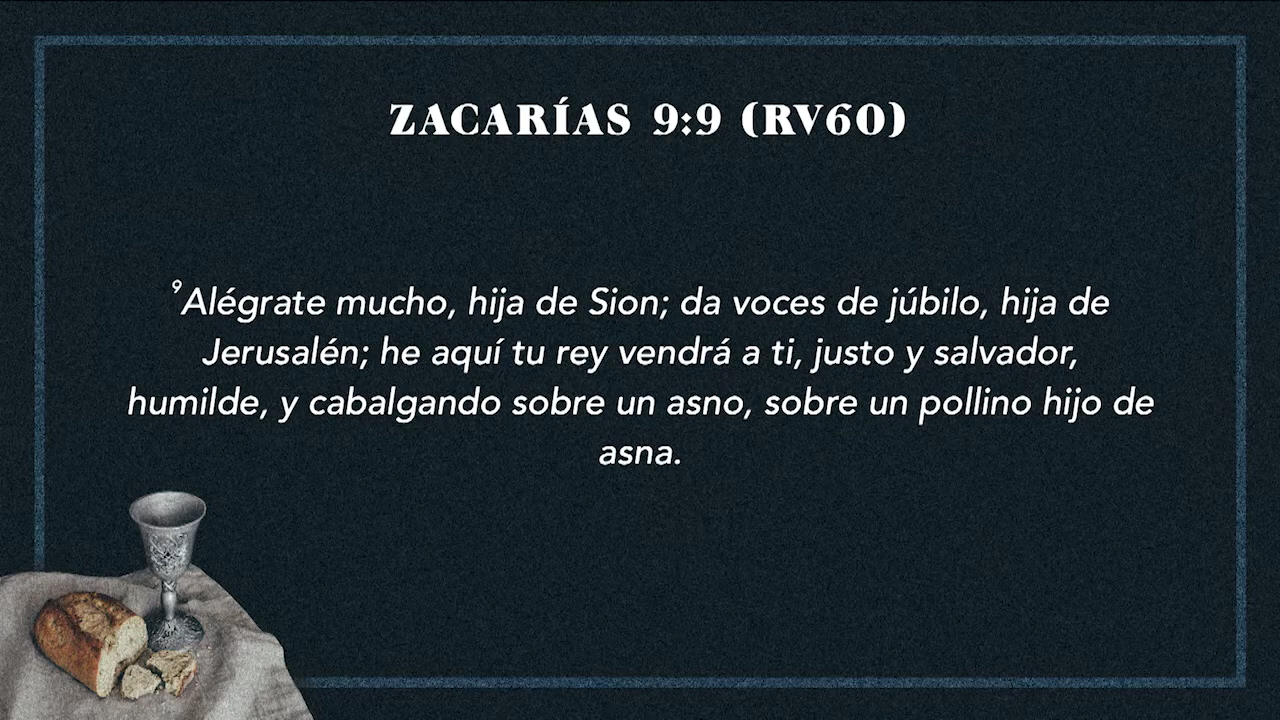 ZACARÍAS 9:9 (RV60)
⁹Alégrate mucho, hija de Sion; da voces de júbilo, hija de
Jerusalén; he aquí tu rey vendrá a ti, justo y salvador,
humilde, y cabalgando sobre un asno, sobre un pollino hijo de
asna.